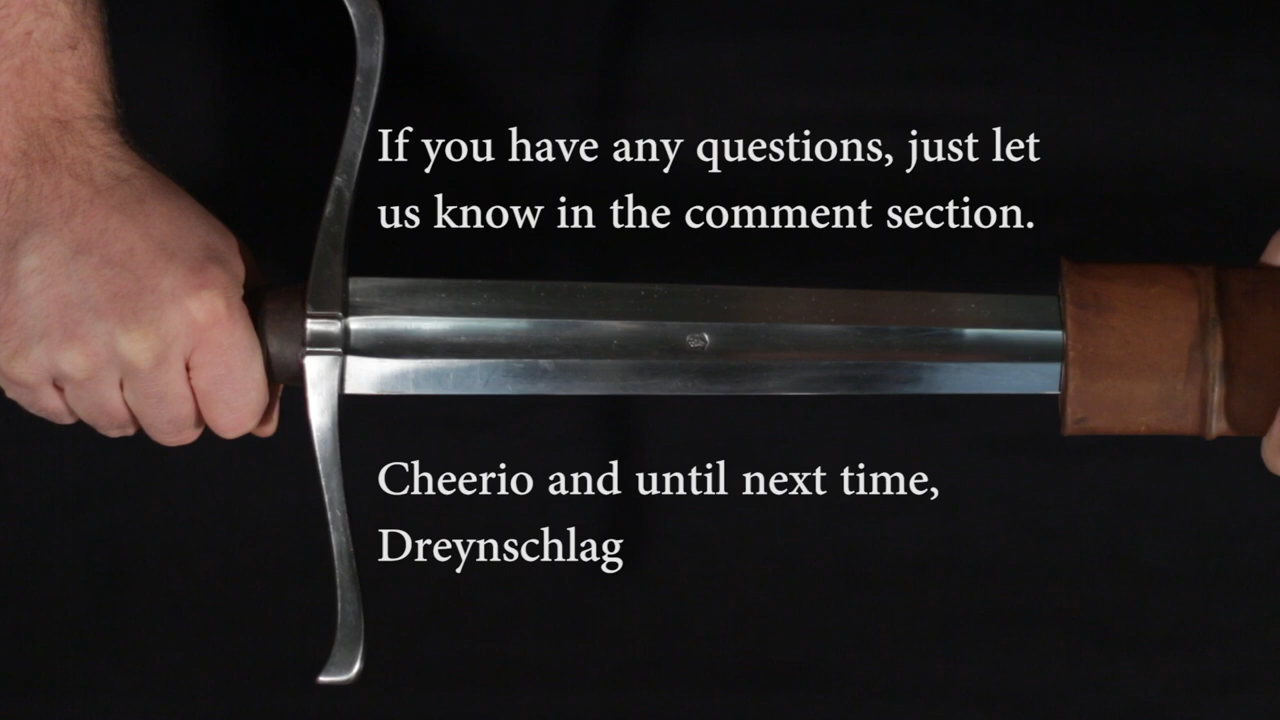 If you have any questions, just let
us know in the comment section.
Cheerio and until next time,
Dreynschlag